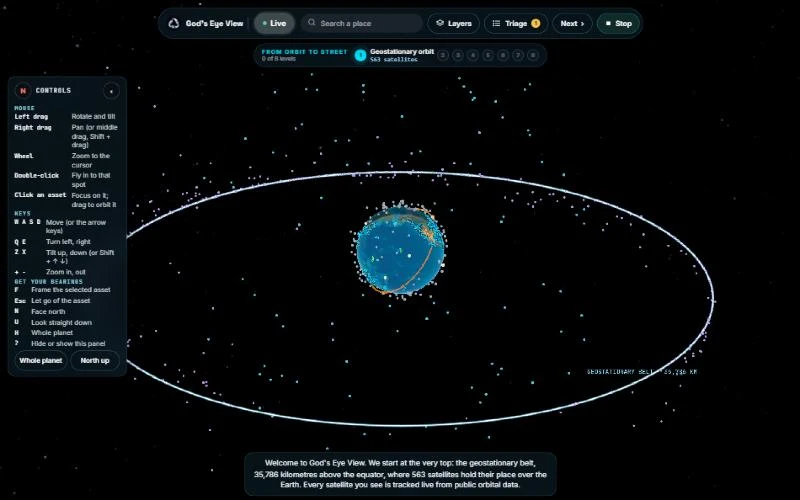 God's Eye View
Live
Search a place
Layers
Triage 1
Next ›
Stop
FROM ORBIT TO STREET
0 of 8 levels
1 Geostationary orbit
563 satellites
2 3 4 5 6 7 8
N CONTROLS
MOUSE
Left drag Rotate and tilt
Right drag Pan (or middle
drag, Shift +
drag)
Wheel Zoom to the
cursor
Double-click Fly in to that
spot
Click an asset Focus on it;
drag to orbit it
KEYS
W A S D Move (or the arrow
keys)
Q E Turn left, right
Z X Tilt up, down (or Shift
+ ↑ ↓)
+ - Zoom in, out
GET YOUR BEARINGS
F Frame the selected asset
Esc Let go of the asset
N Face north
U Look straight down
H Whole planet
? Hide or show this panel
Whole planet North up
GEOSTATIONARY BELT 35,786 KM
Welcome to God's Eye View. We start at the very top: the geostationary belt,
35,786 kilometres above the equator, where 563 satellites hold their place over the
Earth. Every satellite you see is tracked live from public orbital data.